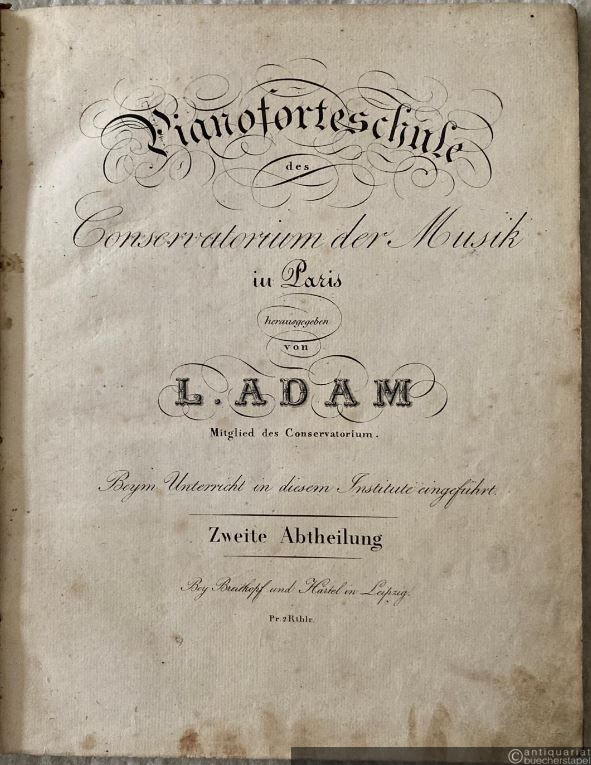 Pianoforteschule
des
Conservatorium der Musik
in Paris
herausgegeben
von
L. ADAM
Mitglied des Conservatorium.
Beym Unterricht in diesem Institute eingeführt.
Zweite Abtheilung
Bey Breitkopf und Härtel in Leipzig.
Pr. 2 Rthlr.
©antiquariat
buecherstapel